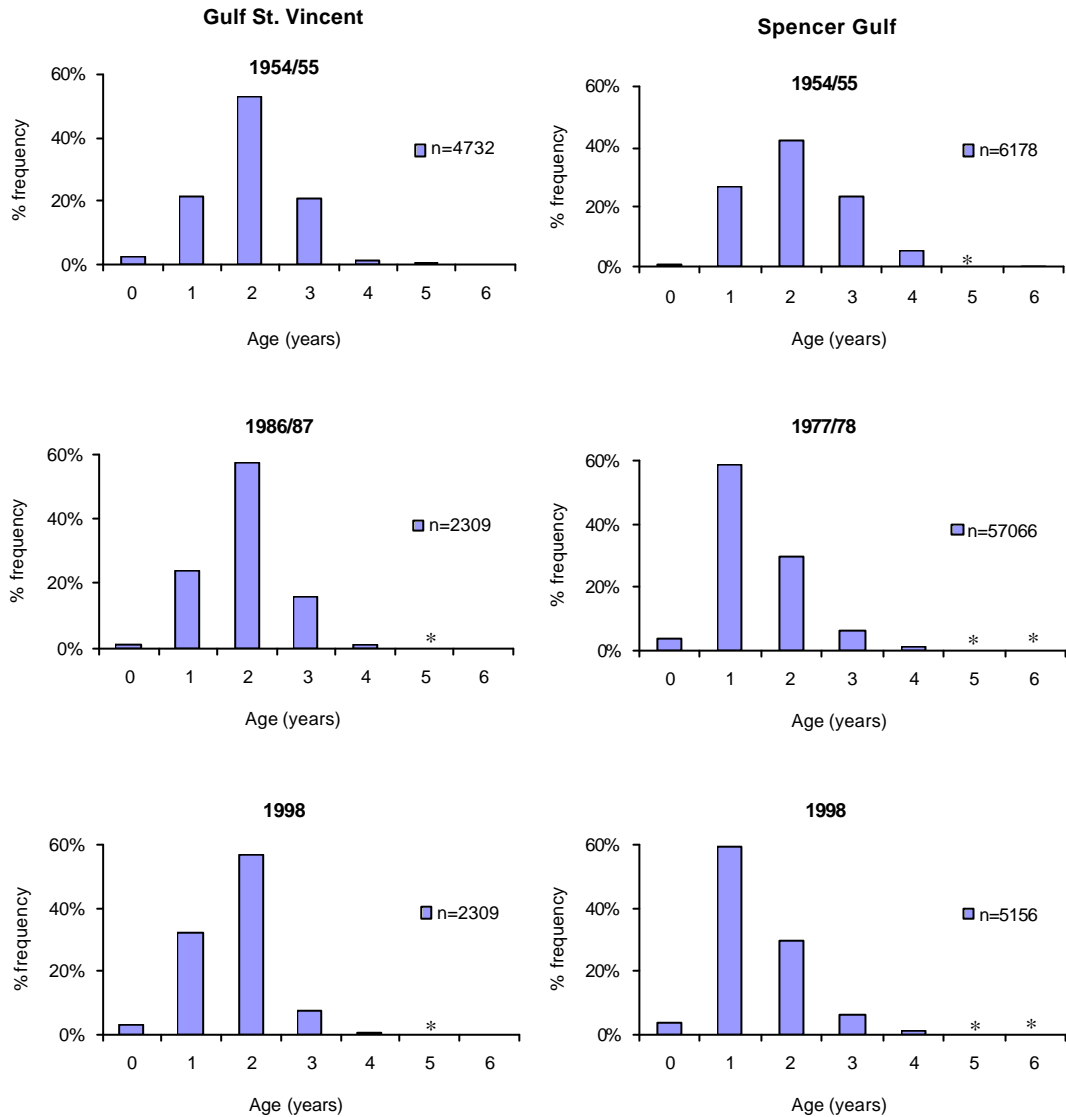 Gulf St. Vincent
1954/55
60%
40%
20%
0%
% frequency
n=4732
0 1 2 3 4 5 6
Age (years)
1986/87
60%
40%
20%
0%
% frequency
n=2309
*
0 1 2 3 4 5 6
Age (years)
1998
60%
40%
20%
0%
% frequency
n=2309
*
0 1 2 3 4 5 6
Age (years)
Spencer Gulf
1954/55
60%
40%
20%
0%
% frequency
n=6178
*
0 1 2 3 4 5 6
Age (years)
1977/78
60%
40%
20%
0%
% frequency
n=57066
* *
0 1 2 3 4 5 6
Age (years)
1998
60%
40%
20%
0%
% frequency
n=5156
* *
0 1 2 3 4 5 6
Age (years)